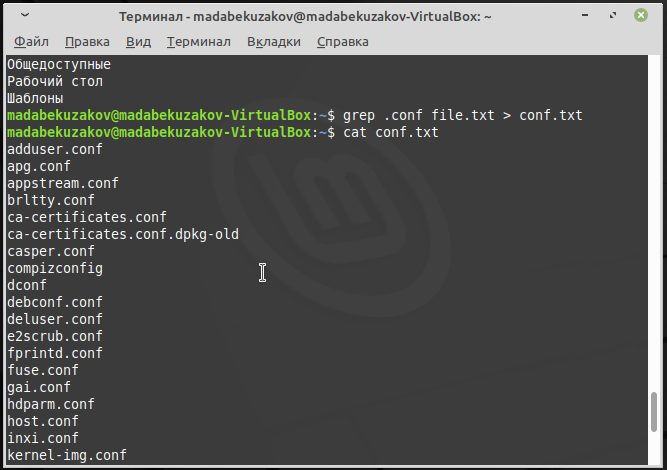 Терминал - madabekuzakov@madabekuzakov-VirtualBox: ~
Файл Правка Вид Терминал Вкладки Справка
Общедоступные
Рабочий стол
Шаблоны
madabekuzakov@madabekuzakov-VirtualBox:~$ grep .conf file.txt > conf.txt
madabekuzakov@madabekuzakov-VirtualBox:~$ cat conf.txt
adduser.conf
apg.conf
appstream.conf
brltty.conf
ca-certificates.conf
ca-certificates.conf.dpkg-old
casper.conf
compizconfig
dconf
debconf.conf
deluser.conf
e2scrub.conf
fprintd.conf
fuse.conf
gai.conf
hdparm.conf
host.conf
inxi.conf
kernel-img.conf